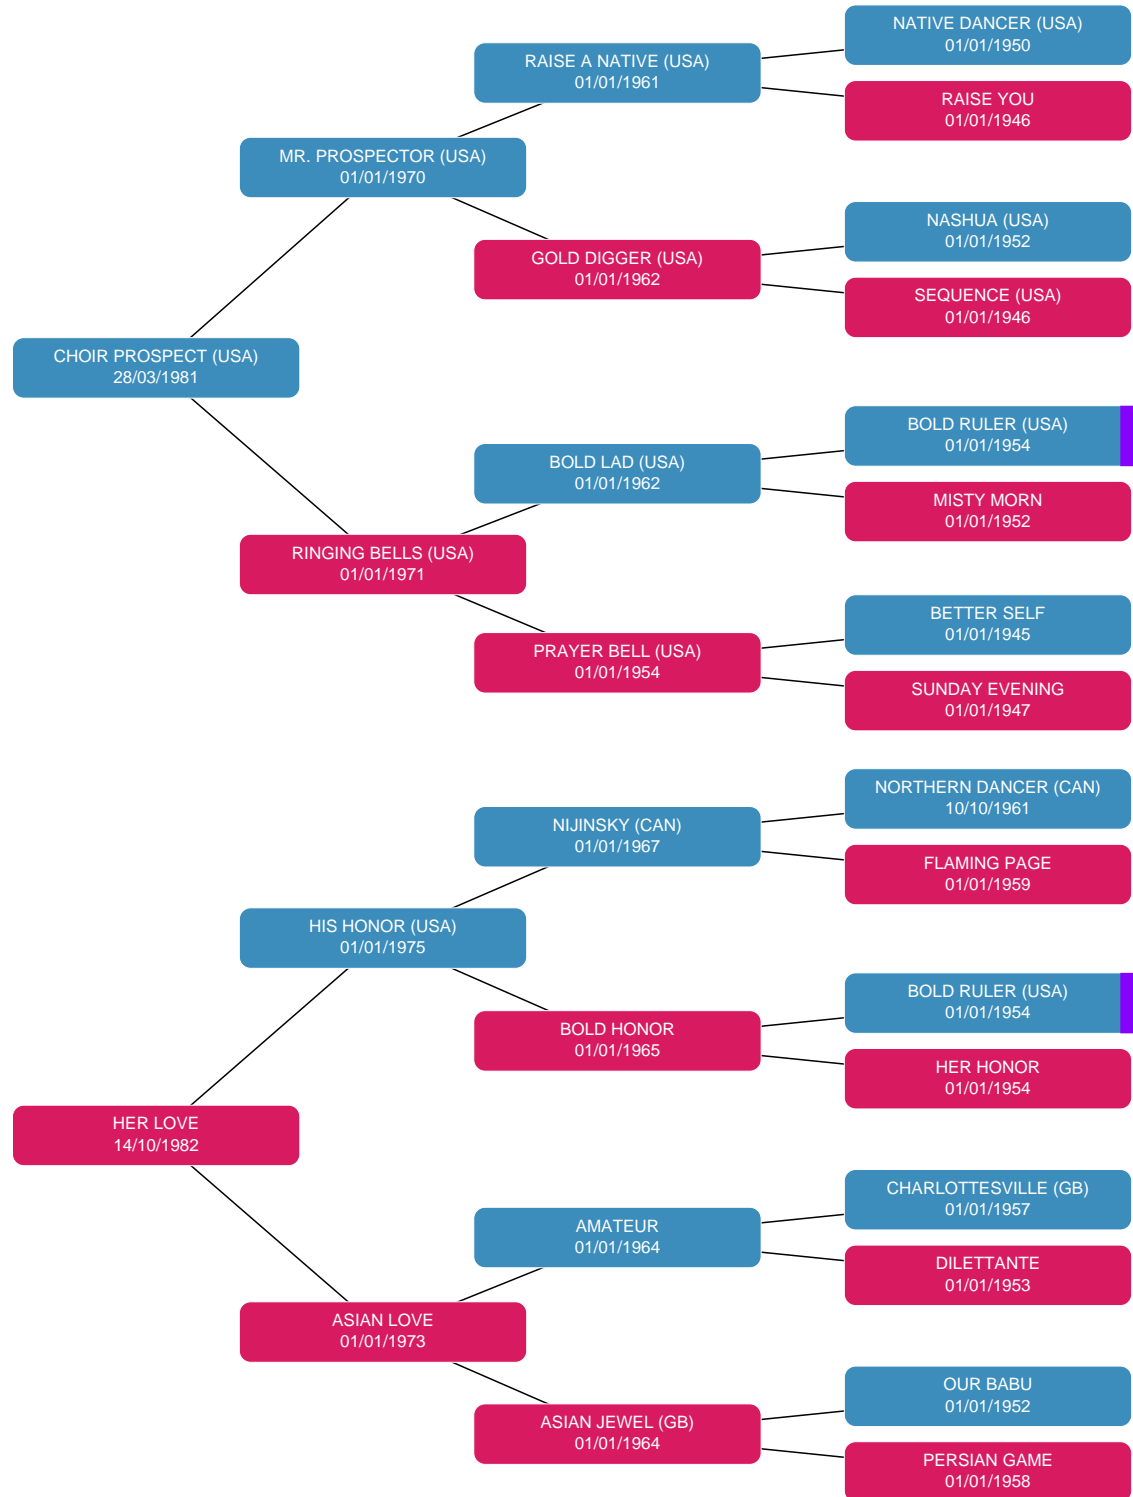 NATIVE DANCER (USA)
01/01/1950
RAISE A NATIVE (USA)
01/01/1961
RAISE YOU
01/01/1946
MR. PROSPECTOR (USA)
01/01/1970
NASHUA (USA)
01/01/1952
GOLD DIGGER (USA)
01/01/1962
SEQUENCE (USA)
01/01/1946
CHOIR PROSPECT (USA)
28/03/1981
BOLD RULER (USA)
01/01/1954
BOLD LAD (USA)
01/01/1962
MISTY MORN
01/01/1952
RINGING BELLS (USA)
01/01/1971
BETTER SELF
01/01/1945
PRAYER BELL (USA)
01/01/1954
SUNDAY EVENING
01/01/1947
NORTHERN DANCER (CAN)
10/10/1961
NIJINSKY (CAN)
01/01/1967
FLAMING PAGE
01/01/1959
HIS HONOR (USA)
01/01/1975
BOLD RULER (USA)
01/01/1954
BOLD HONOR
01/01/1965
HER HONOR
01/01/1954
HER LOVE
14/10/1982
CHARLOTTESVILLE (GB)
01/01/1957
AMATEUR
01/01/1964
DILETTANTE
01/01/1953
ASIAN LOVE
01/01/1973
OUR BABU
01/01/1952
ASIAN JEWEL (GB)
01/01/1964
PERSIAN GAME
01/01/1958